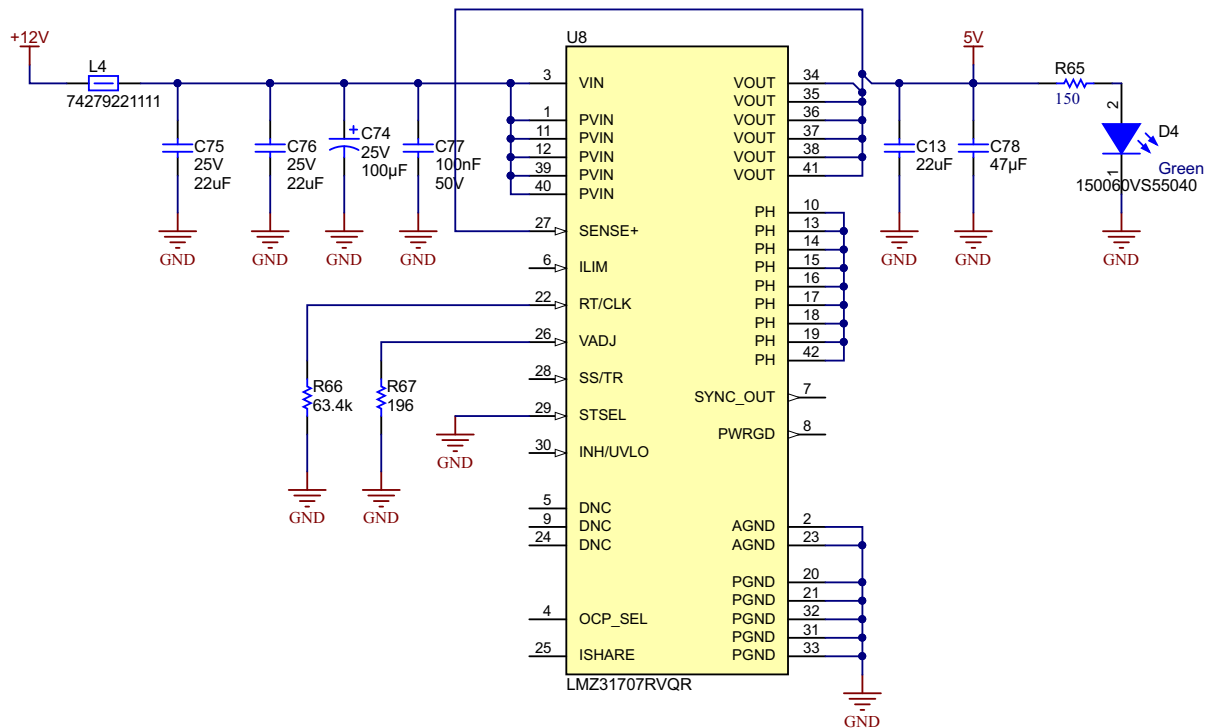 +12V
L4
74279221111
C75
25V
22uF
GND
C76
25V
22uF
GND
+
C74
25V
100µF
GND
C77
100nF
50V
GND
U8
3 VIN
1 PVIN
11 PVIN
12 PVIN
39 PVIN
40 PVIN
27 SENSE+
6 ILIM
22 RT/CLK
26 VADJ
28 SS/TR
29 STSEL
30 INH/UVLO
5 DNC
9 DNC
24 DNC
4 OCP_SEL
25 ISHARE
VOUT 34
VOUT 35
VOUT 36
VOUT 37
VOUT 38
VOUT 41
PH 10
PH 13
PH 14
PH 15
PH 16
PH 17
PH 18
PH 19
PH 42
SYNC_OUT 7
PWRGD 8
AGND 2
AGND 23
PGND 20
PGND 21
PGND 32
PGND 31
PGND 33
LMZ31707RVQR
R66
63.4k
GND
R67
196
GND
GND
GND
5V
C13
22uF
GND
C78
47µF
GND
R65
150
2
D4
Green
1
150060VS55040
GND